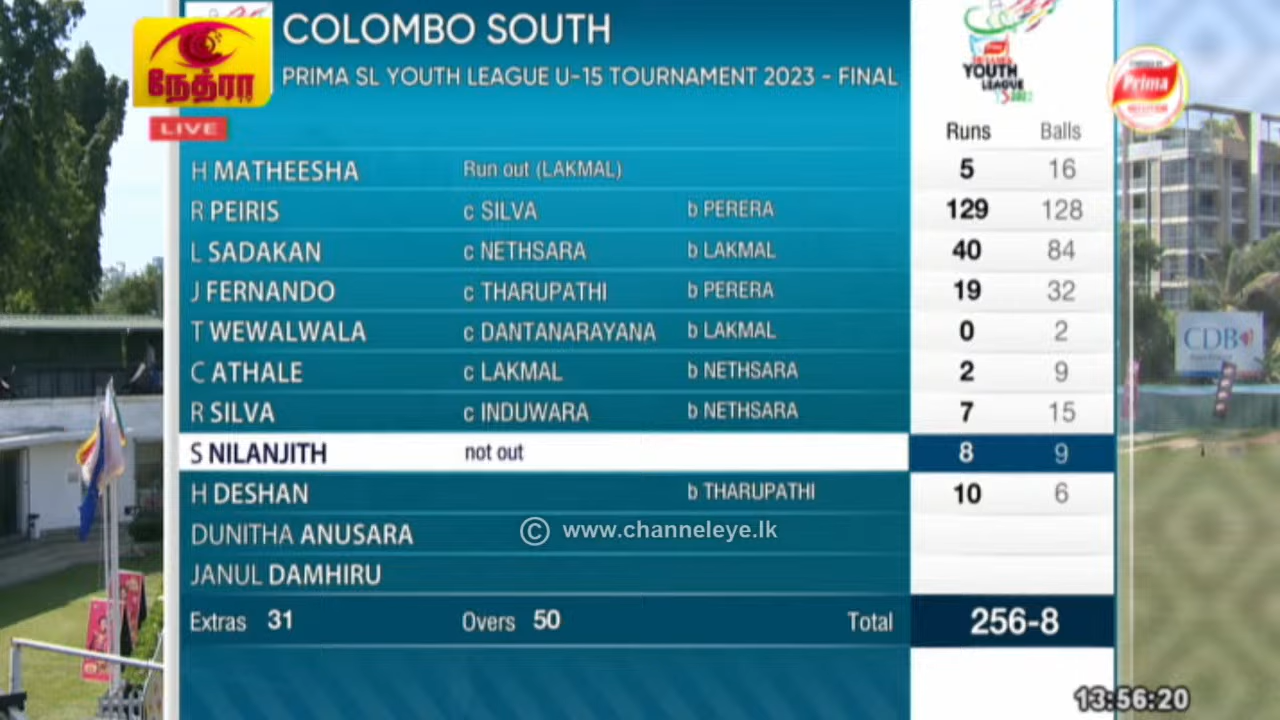 COLOMBO SOUTH
PRIMA SL YOUTH LEAGUE U-15 TOURNAMENT 2023 - FINAL
நேத்ரா
LIVE
YOUTH
LEAGUE
Prima
Runs Balls
H MATHEESHA Run out (LAKMAL) 5 16
R PEIRIS c SILVA b PERERA 129 128
L SADAKAN c NETHSARA b LAKMAL 40 84
J FERNANDO c THARUPATHI b PERERA 19 32
T WEWALWALA c DANTANARAYANA b LAKMAL 0 2
C ATHALE c LAKMAL b NETHSARA 2 9
R SILVA c INDUWARA b NETHSARA 7 15
S NILANJITH not out 8 9
H DESHAN b THARUPATHI 10 6
DUNITHA ANUSARA
JANUL DAMHIRU
Extras 31 Overs 50 Total 256-8
© www.channeleye.lk
CDB
13:56:20